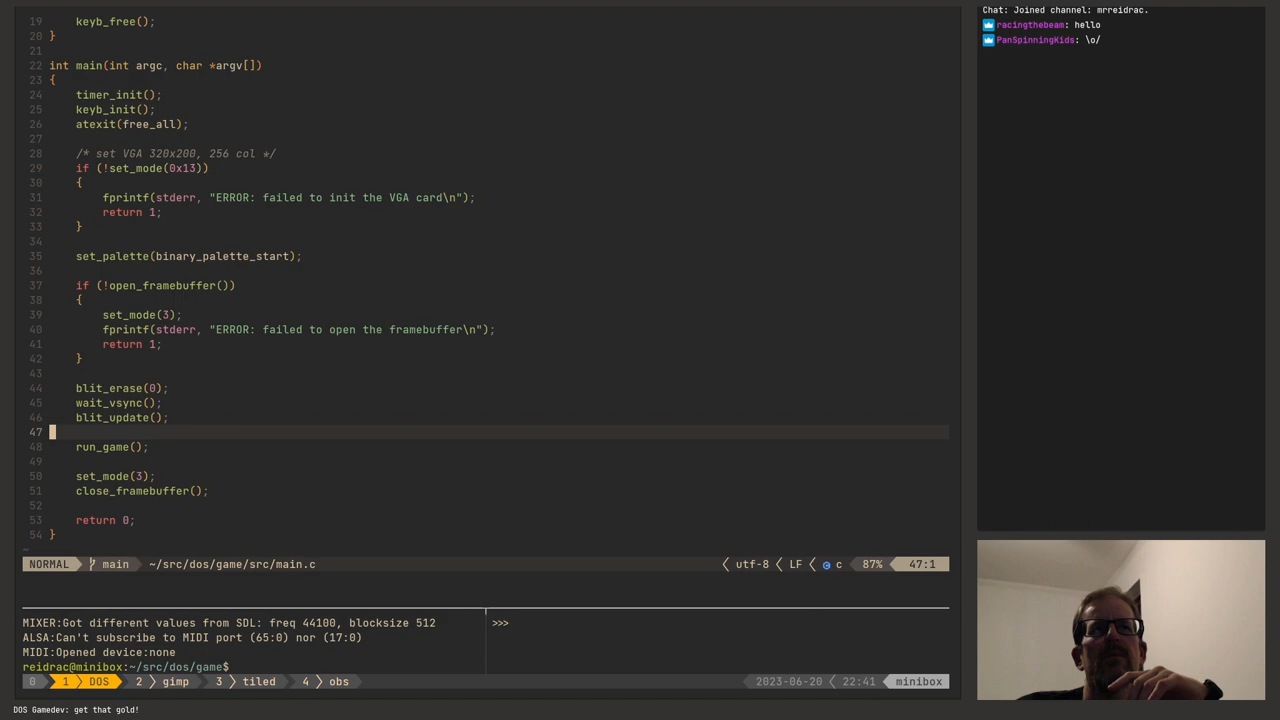 19 keyb_free();
20 }
21
22 int main(int argc, char *argv[])
23 {
24 timer_init();
25 keyb_init();
26 atexit(free_all);
27
28 /* set VGA 320x200, 256 col */
29 if (!set_mode(0x13))
30 {
31 fprintf(stderr, "ERROR: failed to init the VGA card\n");
32 return 1;
33 }
34
35 set_palette(binary_palette_start);
36
37 if (!open_framebuffer())
38 {
39 set_mode(3);
40 fprintf(stderr, "ERROR: failed to open the framebuffer\n");
41 return 1;
42 }
43
44 blit_erase(0);
45 wait_vsync();
46 blit_update();
47
48 run_game();
49
50 set_mode(3);
51 close_framebuffer();
52
53 return 0;
54 }
~
NORMAL main ~/src/dos/game/src/main.c utf-8 LF c 87% 47:1
MIXER:Got different values from SDL: freq 44100, blocksize 512
ALSA:Can't subscribe to MIDI port (65:0) nor (17:0)
MIDI:Opened device:none
reidrac@minibox:~/src/dos/game$
>>>
0 1 DOS 2 gimp 3 tiled 4 obs 2023-06-20 22:41 minibox
DOS Gamedev: get that gold!
Chat: Joined channel: mrreidrac.
racingthebeam: hello
PanSpinningKids: \o/